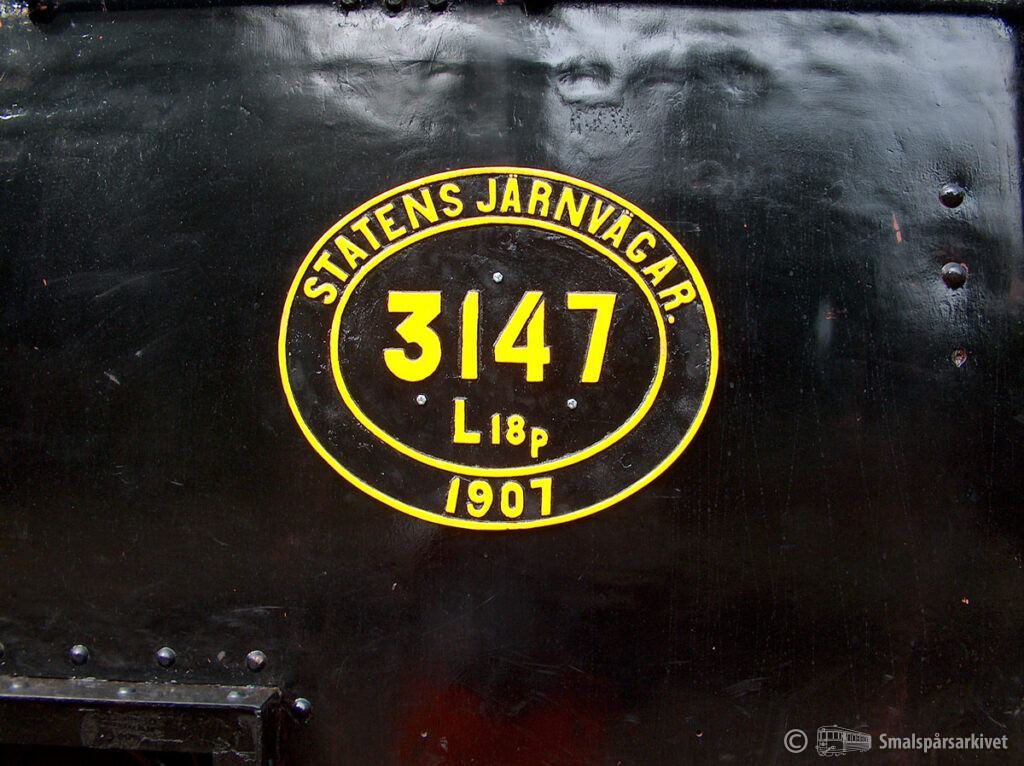 STATENS JÄRNVÄGAR.
3147
L18p
1907
© Smalspårsarkivet